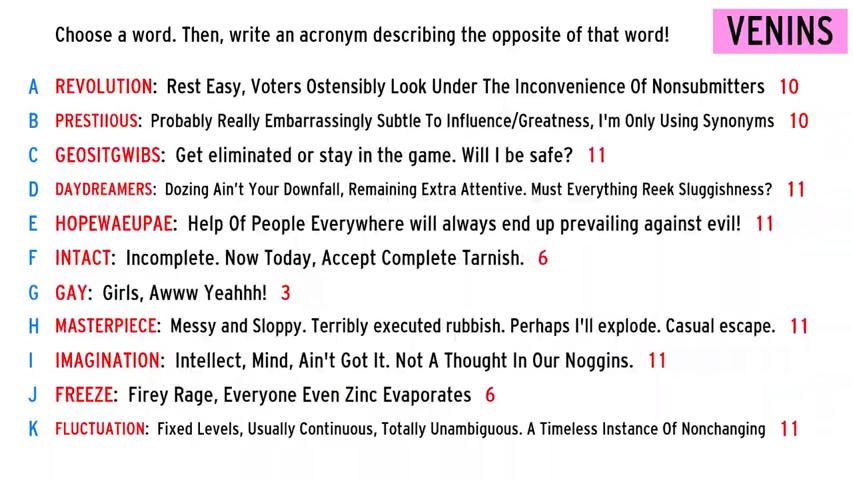 Choose a word. Then, write an acronym describing the opposite of that word!
VENINS
A REVOLUTION: Rest Easy, Voters Ostensibly Look Under The Inconvenience Of Nonsubmitters 10
B PRESTIIOUS: Probably Really Embarrassingly Subtle To Influence/Greatness, I'm Only Using Synonyms 10
C GEOSITGWIBS: Get eliminated or stay in the game. Will I be safe? 11
D DAYDREAMERS: Dozing Ain't Your Downfall, Remaining Extra Attentive. Must Everything Reek Sluggishness? 11
E HOPEWAEUPAE: Help Of People Everywhere will always end up prevailing against evil! 11
F INTACT: Incomplete. Now Today, Accept Complete Tarnish. 6
G GAY: Girls, Awww Yeahhh! 3
H MASTERPIECE: Messy and Sloppy. Terribly executed rubbish. Perhaps I'll explode. Casual escape. 11
I IMAGINATION: Intellect, Mind, Ain't Got It. Not A Thought In Our Noggins. 11
J FREEZE: Firey Rage, Everyone Even Zinc Evaporates 6
K FLUCTUATION: Fixed Levels, Usually Continuous, Totally Unambiguous. A Timeless Instance Of Nonchanging 11